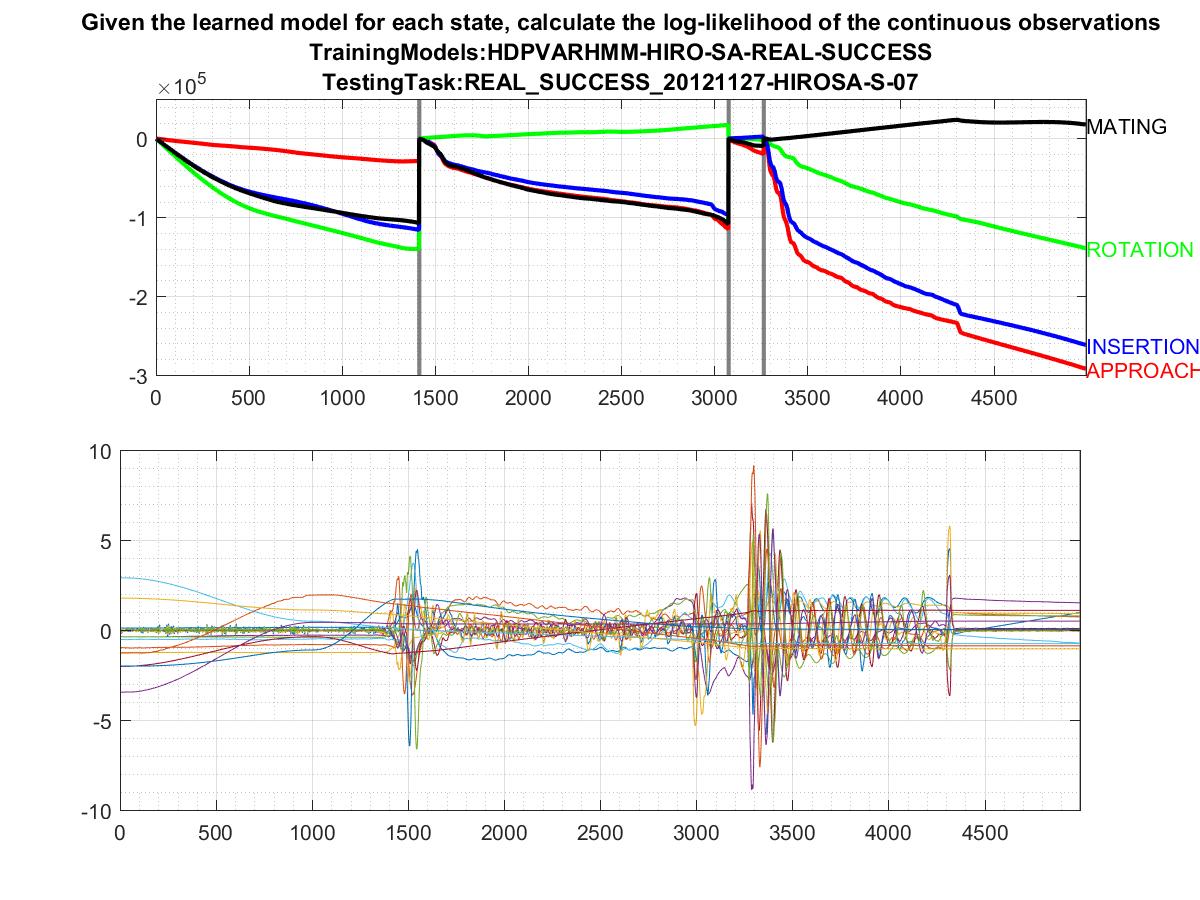 Given the learned model for each state, calculate the log-likelihood of the continuous observations
TrainingModels:HDPVARHMM-HIRO-SA-REAL-SUCCESS
TestingTask:REAL_SUCCESS_20121127-HIROSA-S-07
×10^5
0
-1
-2
-3
0 500 1000 1500 2000 2500 3000 3500 4000 4500
MATING
ROTATION
INSERTION
APPROACH
10
5
0
-5
-10
0 500 1000 1500 2000 2500 3000 3500 4000 4500